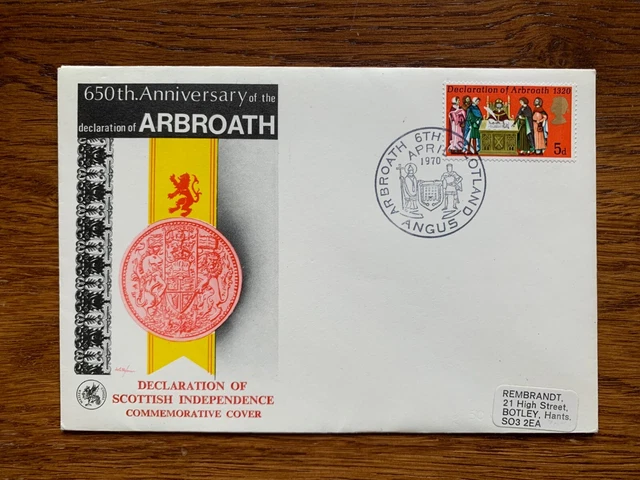 650th.Anniversary of the
declaration of ARBROATH
DECLARATION OF
SCOTTISH INDEPENDENCE
COMMEMORATIVE COVER
Declaration of Arbroath 1320
5d
ARBROATH 6TH SCOTLAND
APRIL
1970
ANGUS
REMBRANDT,
21 High Street,
BOTLEY, Hants.
SO3 2EA